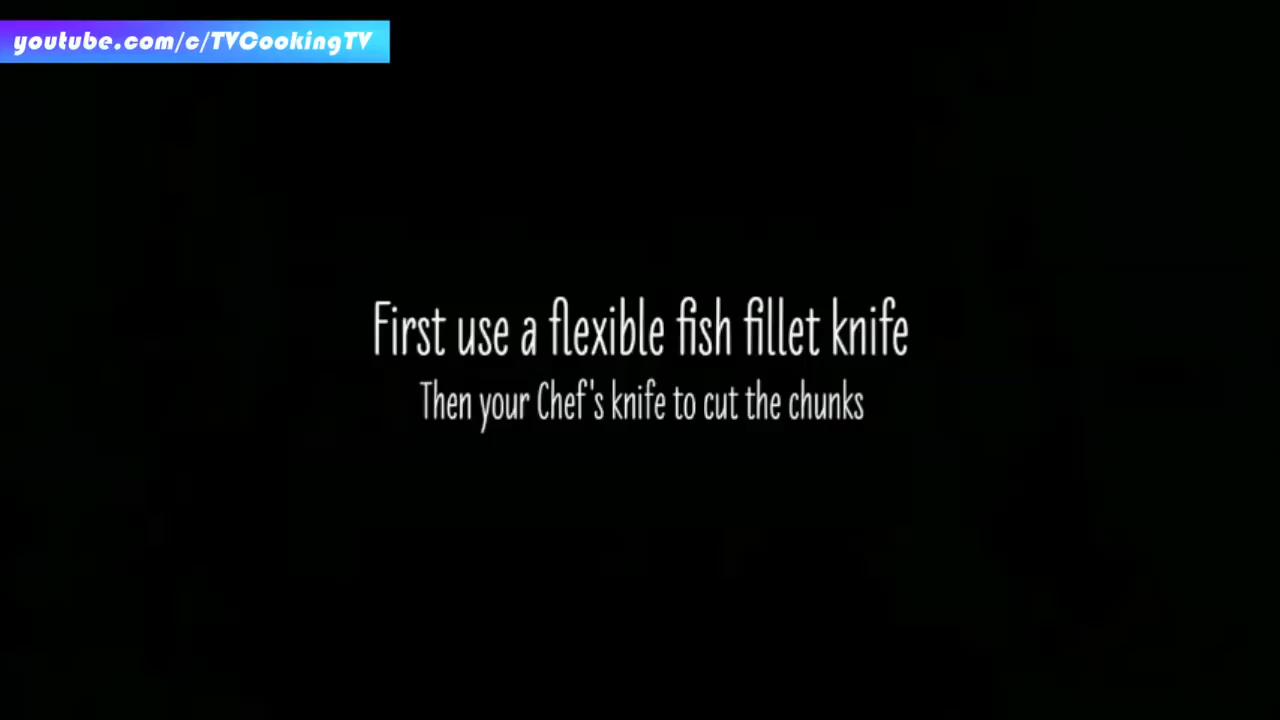 youtube.com/c/TVCookingTV
First use a flexible fish fillet knife
Then your Chef's knife to cut the chunks